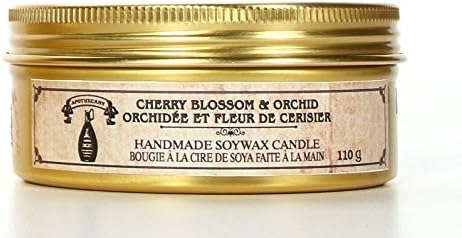 APOTHECARY
CHERRY BLOSSOM & ORCHID
ORCHIDÉE ET FLEUR DE CERISIER
HANDMADE SOYWAX CANDLE
BOUGIE À LA CIRE DE SOYA FAITE À LA MAIN
110 g